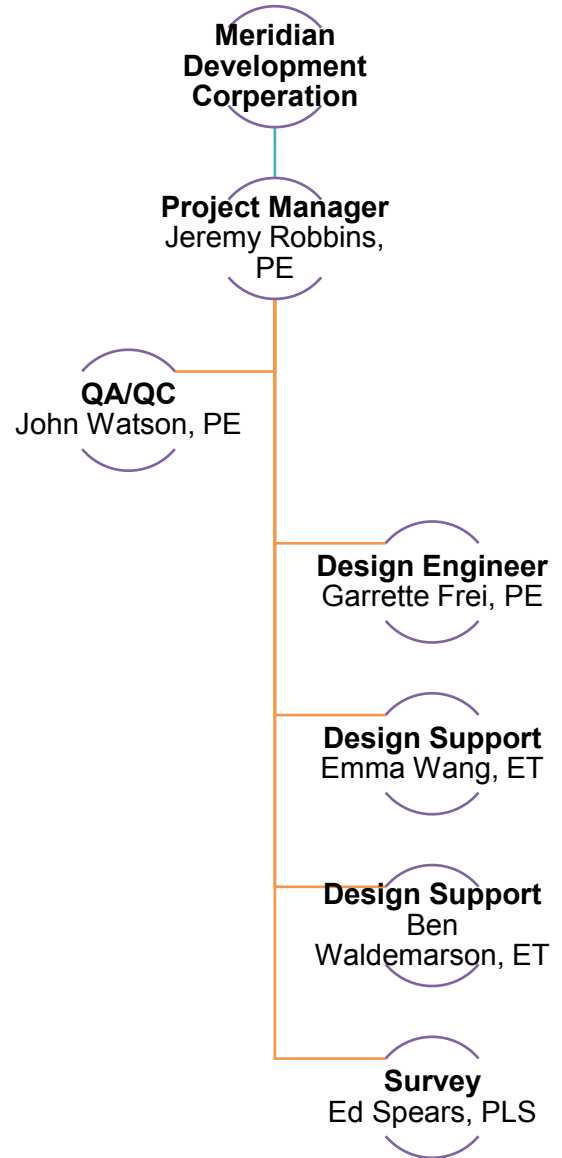 Meridian
Development
Corperation
Project Manager
Jeremy Robbins,
PE
QA/QC
John Watson, PE
Design Engineer
Garrette Frei, PE
Design Support
Emma Wang, ET
Design Support
Ben
Waldemarson, ET
Survey
Ed Spears, PLS